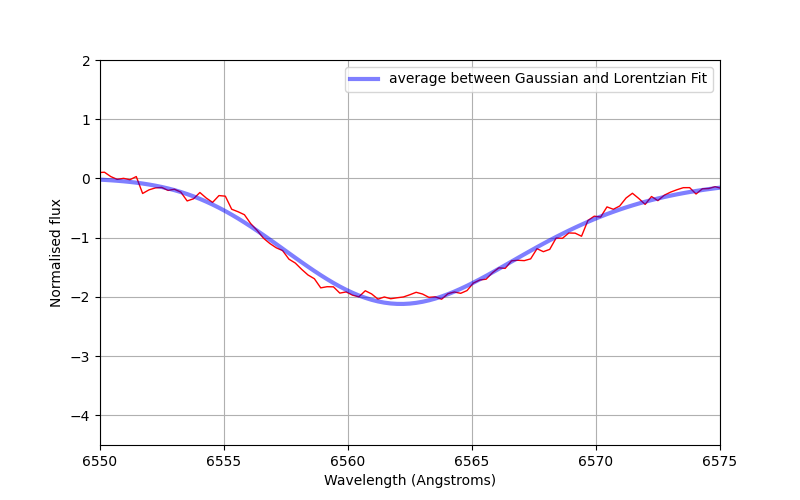 average between Gaussian and Lorentzian Fit
2
1
0
−1
−2
−3
−4
Normalised flux
6550 6555 6560 6565 6570 6575
Wavelength (Angstroms)